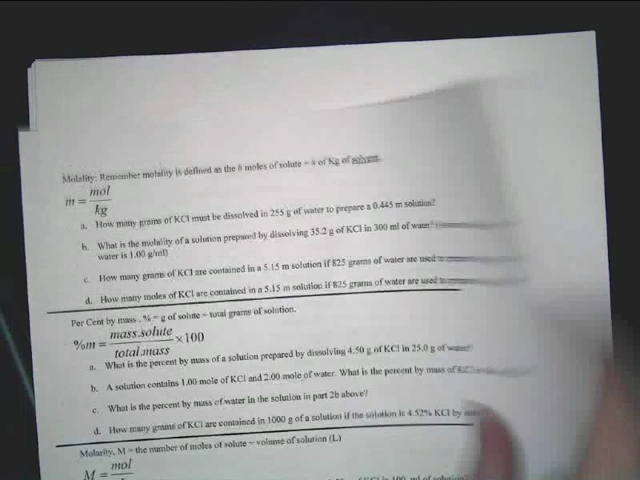 Molality: Remember molality is defined as the # moles of solute ÷ # of Kg of solvent.
m = mol
kg
a. How many grams of KCl must be dissolved in 255 g of water to prepare a 0.445 m solution?
b. What is the molality of a solution prepared by dissolving 35.2 g of KCl in 300 ml of
water is 1.00 g/ml)
c. How many grams of KCl are contained in a 5.15 m solution if 825 grams of water are used
d. How many moles of KCl are contained in a 5.15 m solution if 825 grams of water are used
Per Cent by mass , % = g of solute ÷ total grams of solution.
%m = mass.solute × 100
total.mass
a. What is the percent by mass of a solution prepared by dissolving 4.50 g of KCl in 25.0 g of
b. A solution contains 1.00 mole of KCl and 2.00 mole of water. What is the percent by mass of
c. What is the percent by mass of water in the solution in part 2b above?
d. How many grams of KCl are contained in 1000 g of a solution if the solution is 4.52% KCl by
Molarity, M = the number of moles of solute ÷ volume of solution (L)
M = mol